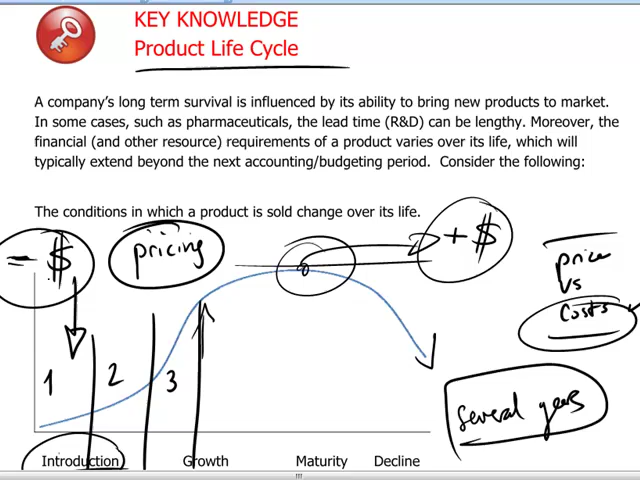 KEY KNOWLEDGE
Product Life Cycle
A company's long term survival is influenced by its ability to bring new products to market.
In some cases, such as pharmaceuticals, the lead time (R&D) can be lengthy. Moreover, the
financial (and other resource) requirements of a product varies over its life, which will
typically extend beyond the next accounting/budgeting period. Consider the following:
The conditions in which a product is sold change over its life.
- $
pricing
+ $
price
vs
costs
1
2
3
several years
Introduction
Growth
Maturity
Decline